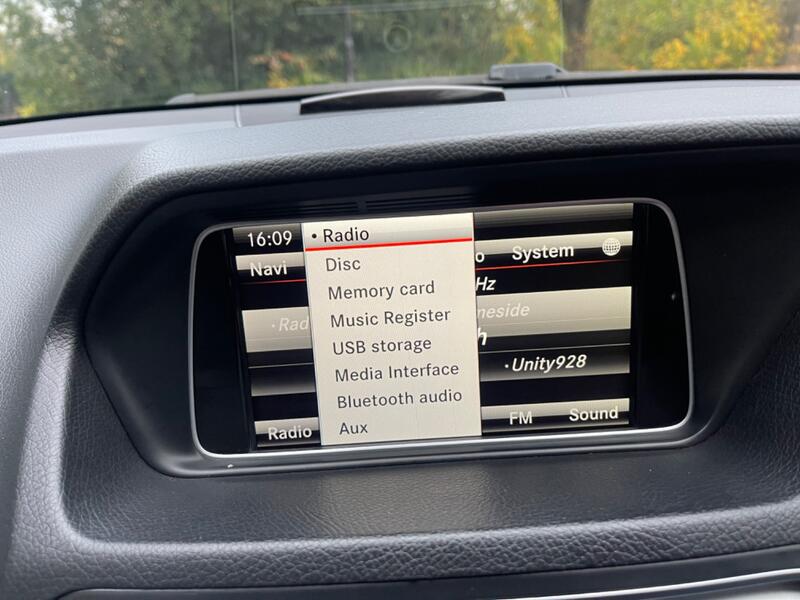 16:09
Navi
• Radio
Disc
Memory card
Music Register
USB storage
Media Interface
Bluetooth audio
Aux
o System
Hz
• Rad
neside
h
•Unity928
Radio
FM
Sound